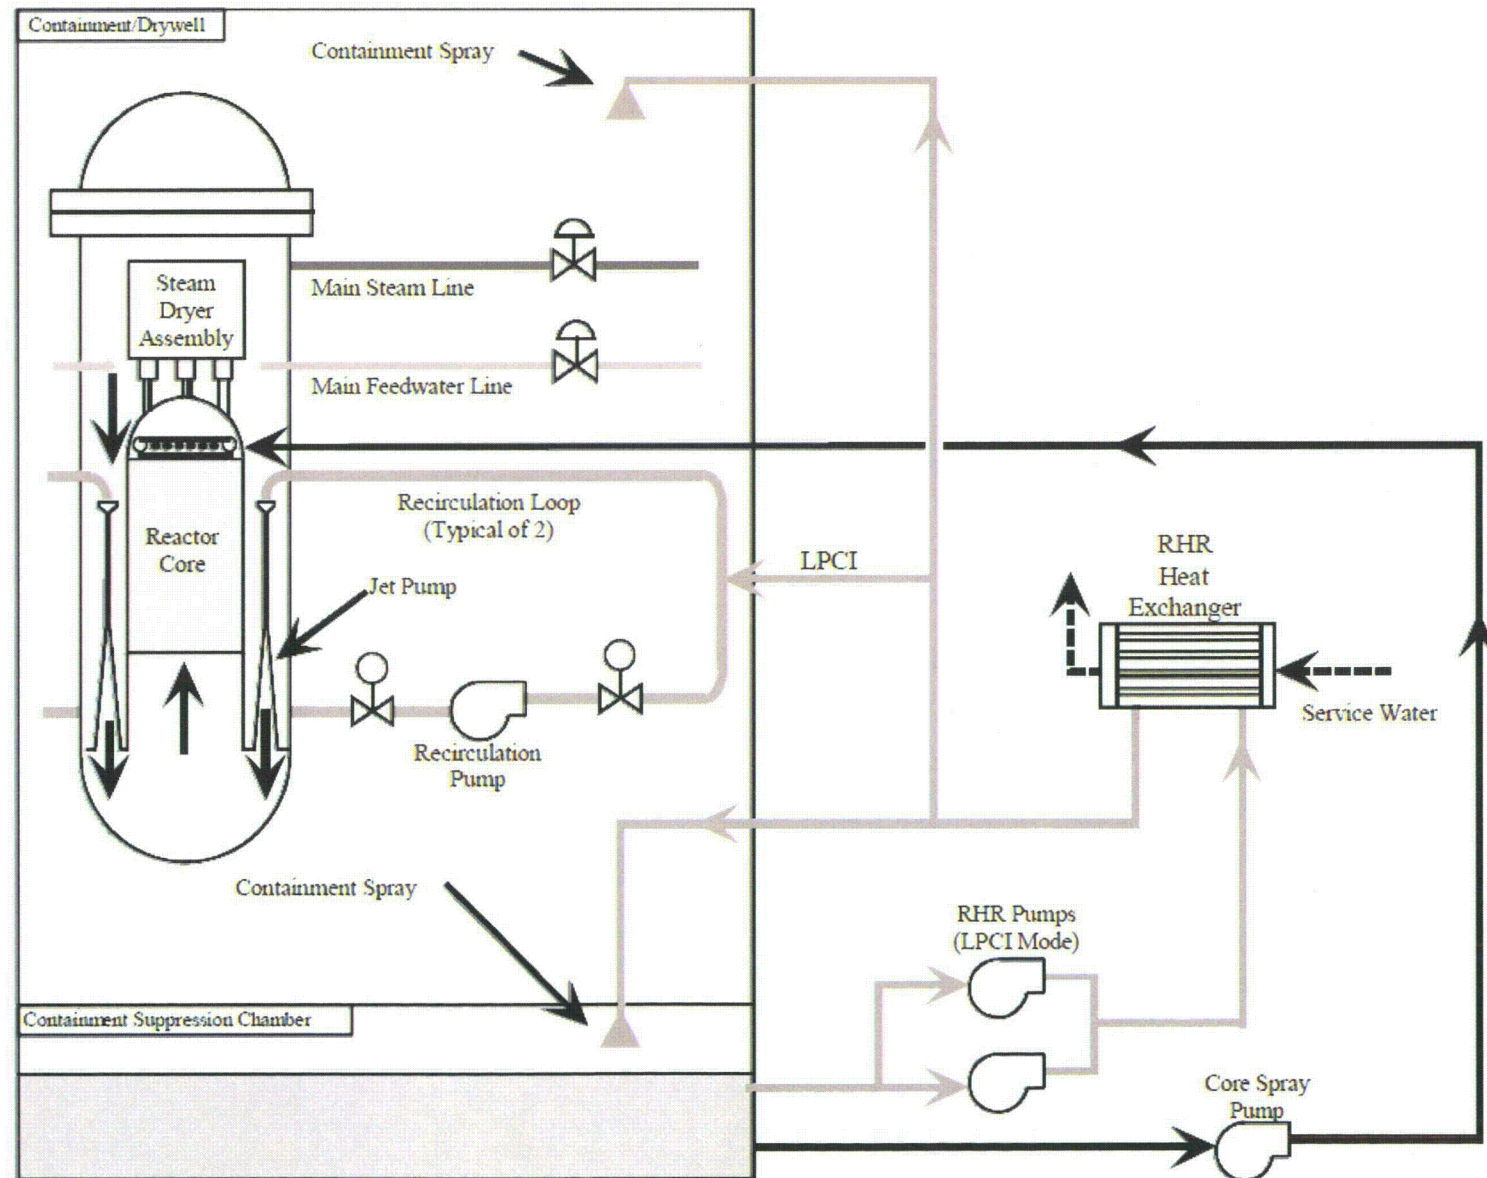 Containment/Drywell
Containment Spray
Steam
Dryer
Assembly
Main Steam Line
Main Feedwater Line
Recirculation Loop
(Typical of 2)
Reactor
Core
LPCI
RHR
Heat
Exchanger
Jet Pump
Service Water
Recirculation
Pump
Containment Spray
RHR Pumps
(LPCI Mode)
Containment Suppression Chamber
Core Spray
Pump